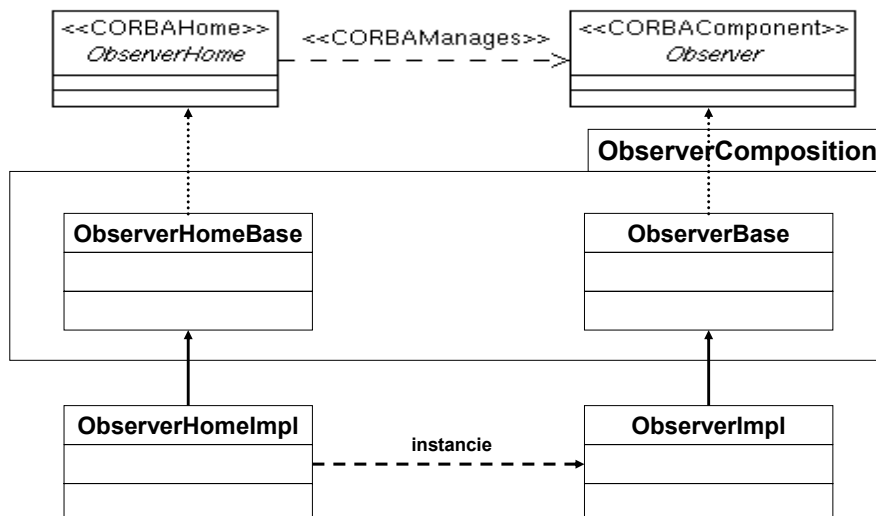 <<CORBAHome>>
ObserverHome
<<CORBAManages>>
<<CORBAComponent>>
Observer
ObserverComposition
ObserverHomeBase
ObserverBase
ObserverHomeImpl
ObserverImpl
instancie